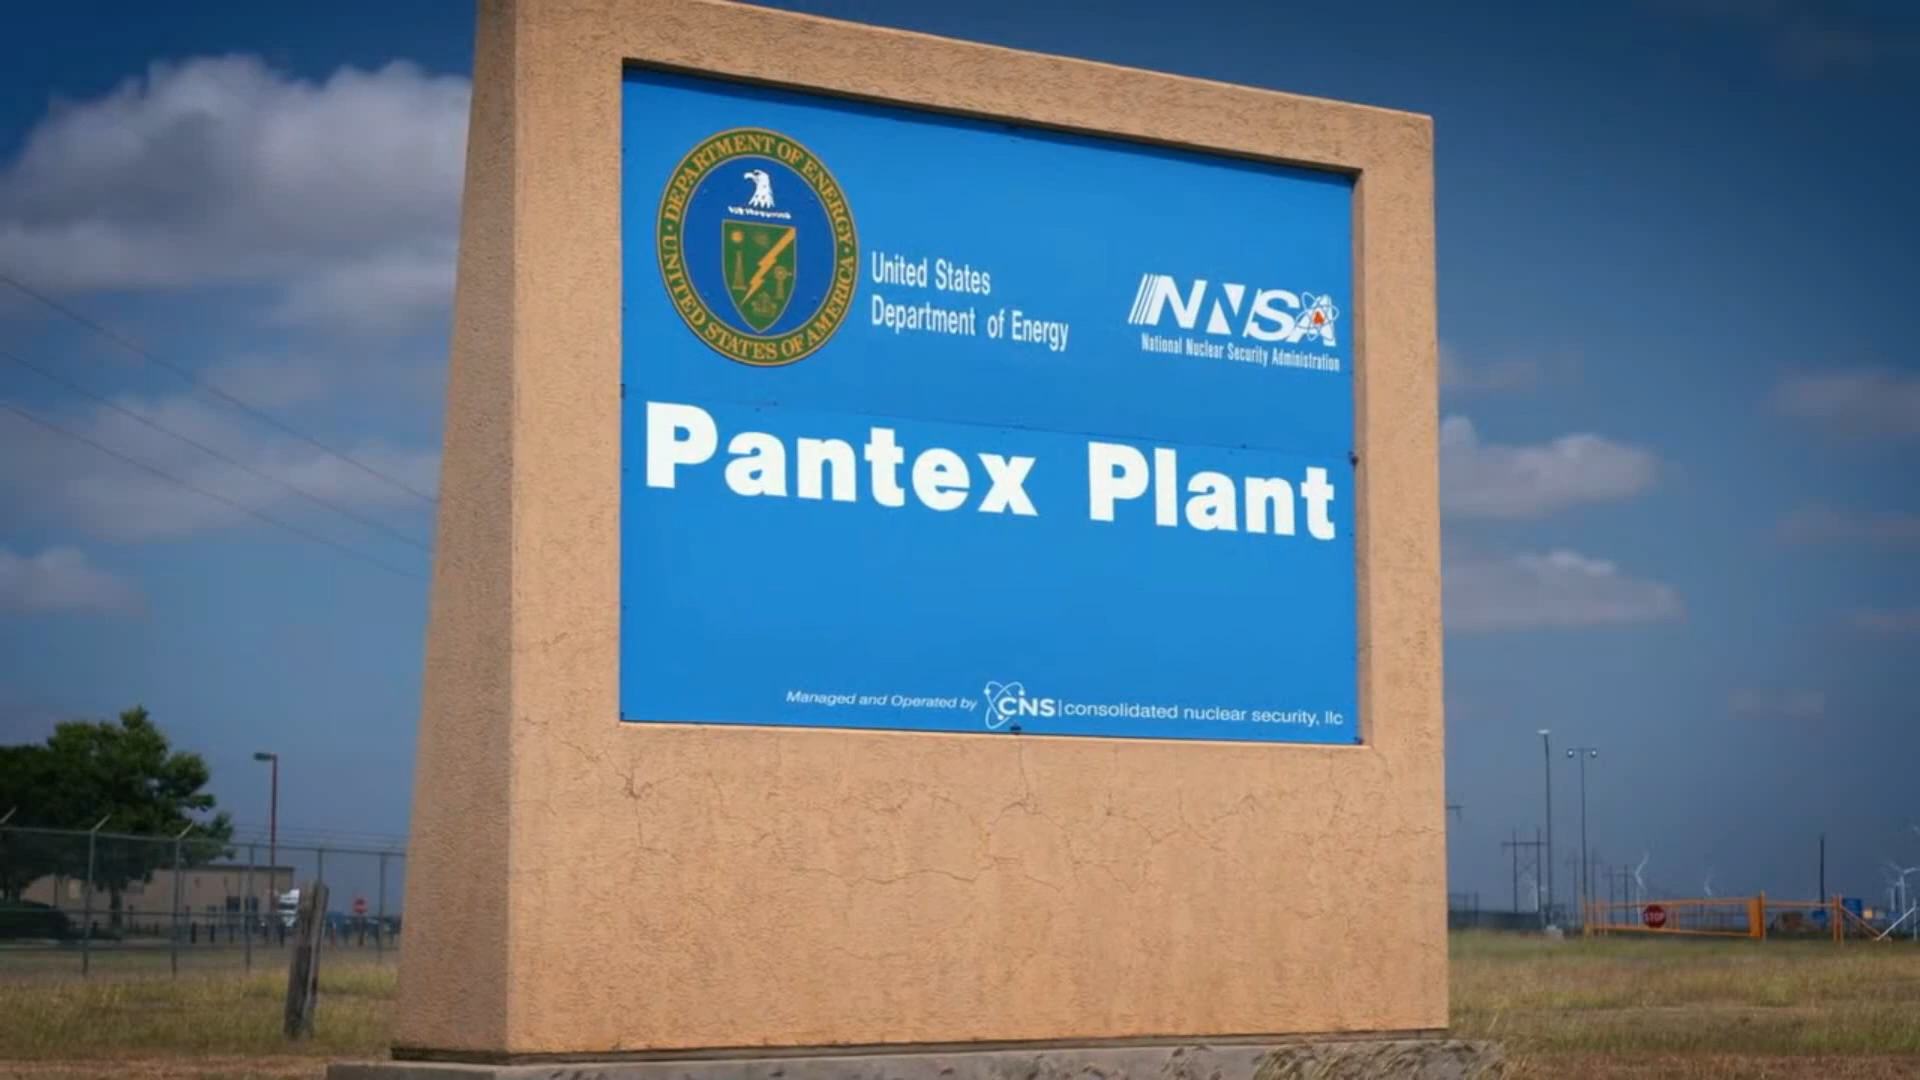 DEPARTMENT OF ENERGY
UNITED STATES OF AMERICA
United States
Department of Energy
NNSA
National Nuclear Security Administration
Pantex Plant
Managed and Operated by CNS | consolidated nuclear security, llc
STOP